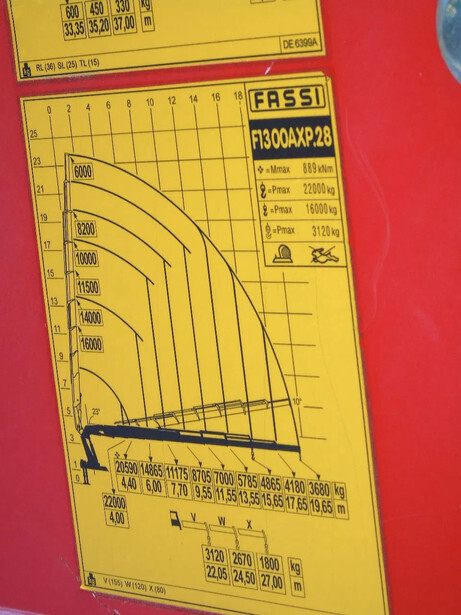 600 450 330 kg
33,35 35,20 37,00 m
DE 6399A
RL (36) SL (25) TL (15)
0 2 4 6 8 10 12 14 16 18
FASSI
F1300AXP.28
=Mmax 889 kNm
=Pmax 22000 kg
=Pmax 16000 kg
=Pmax 3120 kg
25
23
21
19
17
15
13
11
9
7
5
3
1
0
6000
8200
10000
11500
14000
16000
23°
10°
20590 14865 11175 8705 7000 5785 4865 4180 3680 kg
4,40 6,00 7,70 9,55 11,55 13,55 15,65 17,65 19,65 m
22000
4,00
V W X
3120 2670 1800 kg
22,05 24,50 27,00 m
V (155) W (120) X (80)